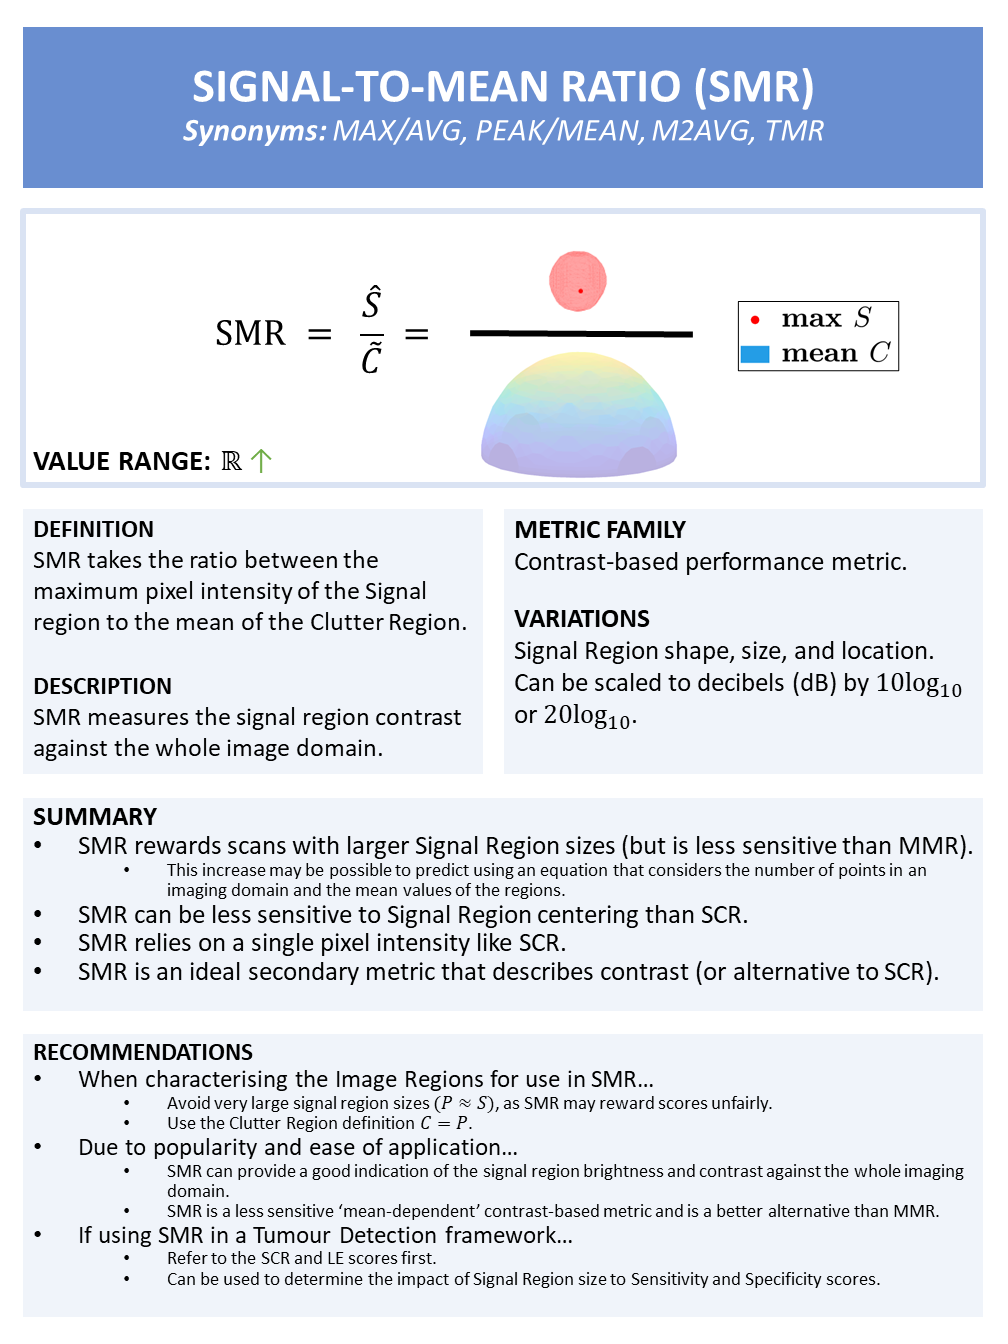 SIGNAL-TO-MEAN RATIO (SMR)
Synonyms: MAX/AVG, PEAK/MEAN, M2AVG, TMR
SMR = Ŝ / C̃ =
max S
mean C
VALUE RANGE: ℝ ↑
DEFINITION
SMR takes the ratio between the
maximum pixel intensity of the Signal
region to the mean of the Clutter Region.
DESCRIPTION
SMR measures the signal region contrast
against the whole image domain.
METRIC FAMILY
Contrast-based performance metric.
VARIATIONS
Signal Region shape, size, and location.
Can be scaled to decibels (dB) by 10log₁₀
or 20log₁₀.
SUMMARY
• SMR rewards scans with larger Signal Region sizes (but is less sensitive than MMR).
• This increase may be possible to predict using an equation that considers the number of points in an
imaging domain and the mean values of the regions.
• SMR can be less sensitive to Signal Region centering than SCR.
• SMR relies on a single pixel intensity like SCR.
• SMR is an ideal secondary metric that describes contrast (or alternative to SCR).
RECOMMENDATIONS
• When characterising the Image Regions for use in SMR…
• Avoid very large signal region sizes (P ≈ S), as SMR may reward scores unfairly.
• Use the Clutter Region definition C = P.
• Due to popularity and ease of application…
• SMR can provide a good indication of the signal region brightness and contrast against the whole imaging
domain.
• SMR is a less sensitive ‘mean-dependent’ contrast-based metric and is a better alternative than MMR.
• If using SMR in a Tumour Detection framework…
• Refer to the SCR and LE scores first.
• Can be used to determine the impact of Signal Region size to Sensitivity and Specificity scores.